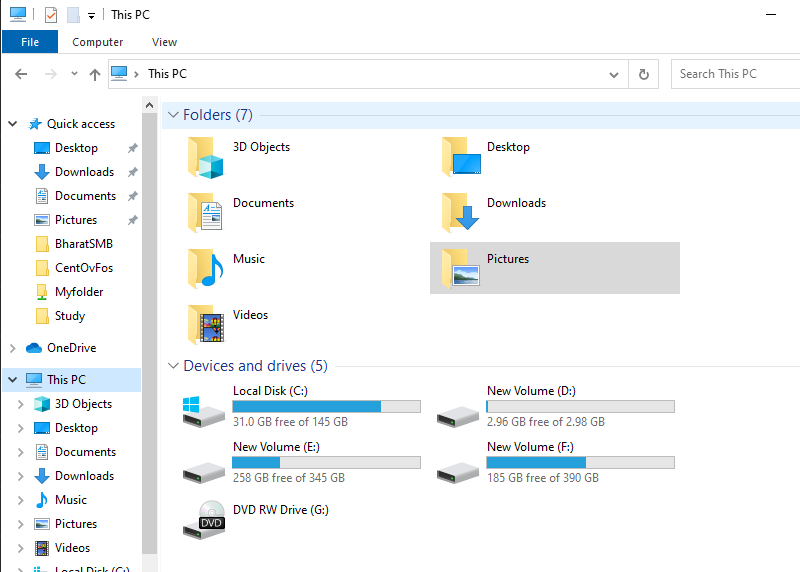 This PC
File Computer View
This PC
Search This PC
Quick access
Desktop
Downloads
Documents
Pictures
BharatSMB
CentOvFos
Myfolder
Study
OneDrive
This PC
3D Objects
Desktop
Documents
Downloads
Music
Pictures
Videos
Local Disk (C:)
Folders (7)
3D Objects
Desktop
Documents
Downloads
Music
Pictures
Videos
Devices and drives (5)
Local Disk (C:)
31.0 GB free of 145 GB
New Volume (D:)
2.96 GB free of 2.98 GB
New Volume (E:)
258 GB free of 345 GB
New Volume (F:)
185 GB free of 390 GB
DVD RW Drive (G:)
DVD